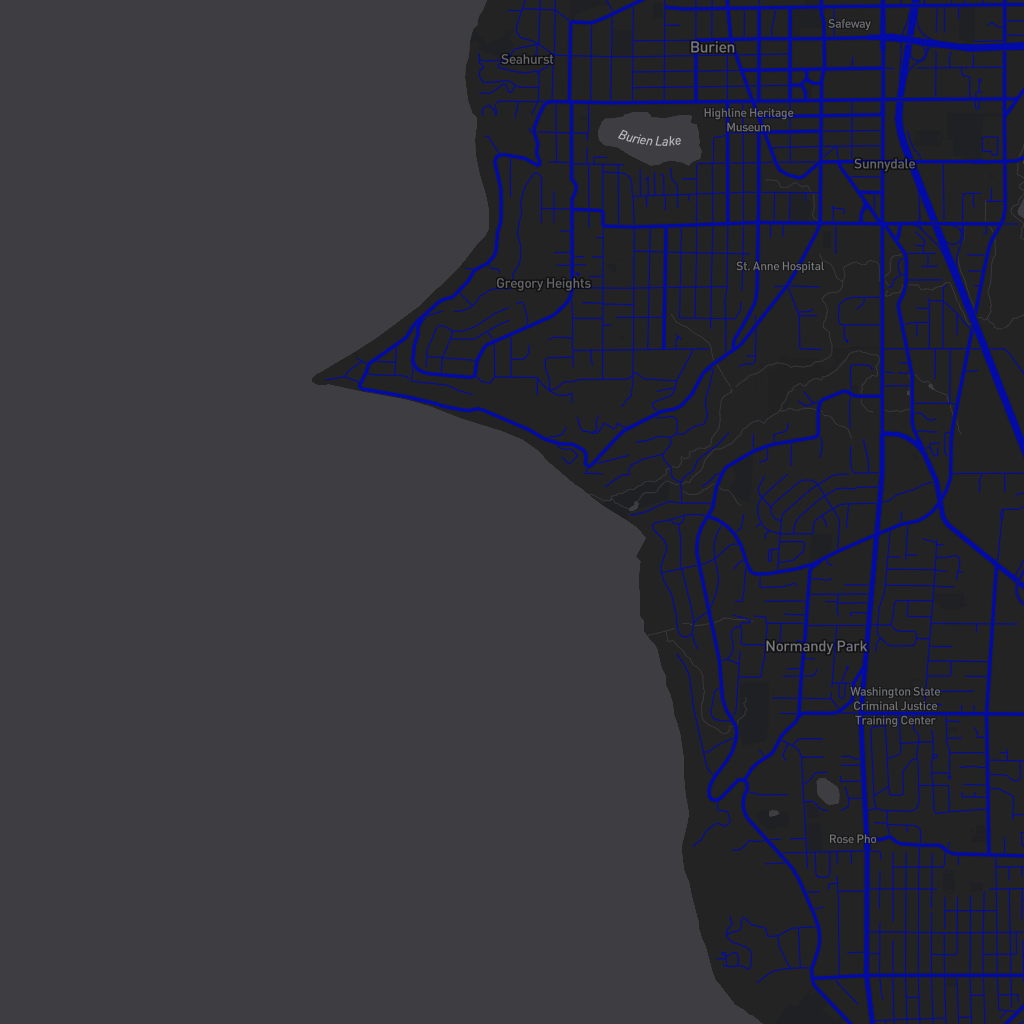 Safeway
Burien
Seahurst
Highline Heritage
Museum
Burien Lake
Sunnydale
St. Anne Hospital
Gregory Heights
Normandy Park
Washington State
Criminal Justice
Training Center
Rose Pho